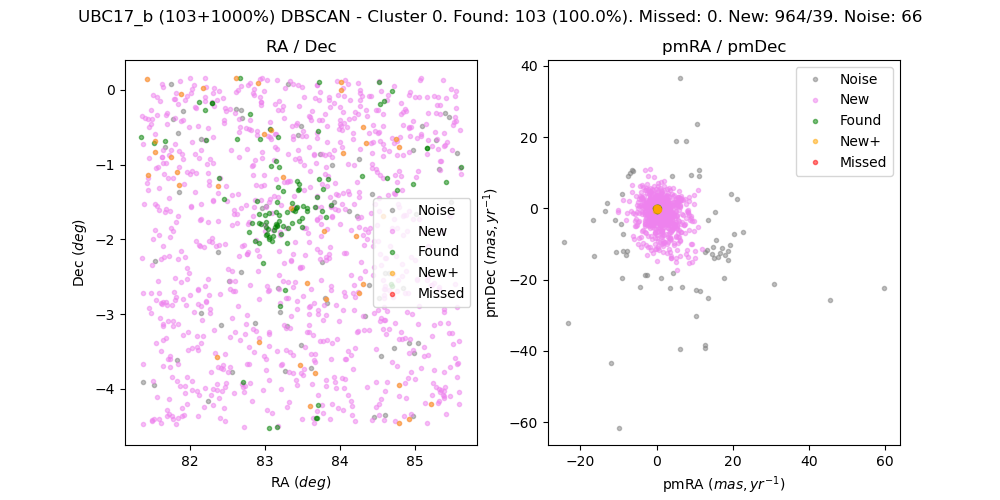 UBC17_b (103+1000%) DBSCAN - Cluster 0. Found: 103 (100.0%). Missed: 0. New: 964/39. Noise: 66
RA / Dec
Dec (deg)
0
−1
−2
−3
−4
82
83
84
85
RA (deg)
Noise
New
Found
New+
Missed
pmRA / pmDec
pmDec (mas, yr⁻¹)
40
20
0
−20
−40
−60
−20
0
20
40
60
pmRA (mas, yr⁻¹)
Noise
New
Found
New+
Missed